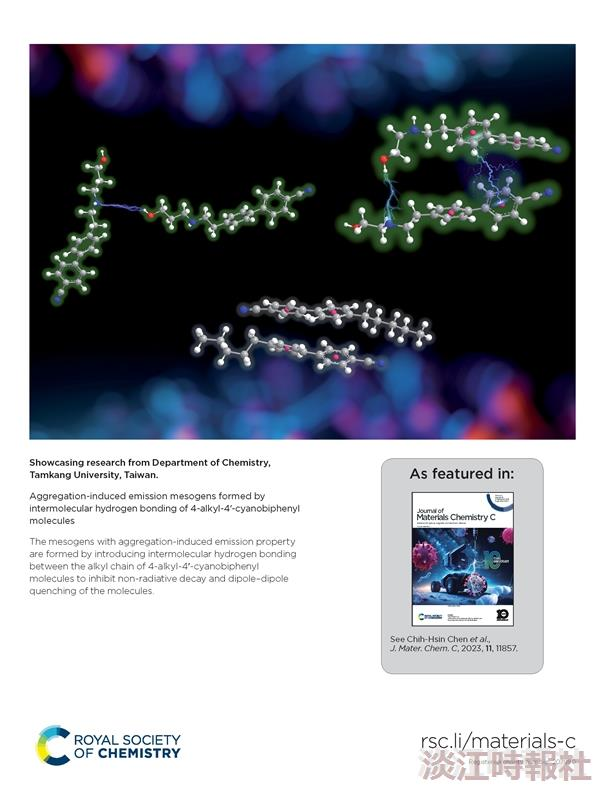 Showcasing research from Department of Chemistry,
Tamkang University, Taiwan.
Aggregation-induced emission mesogens formed by
intermolecular hydrogen bonding of 4-alkyl-4′-cyanobiphenyl
molecules
The mesogens with aggregation-induced emission property
are formed by introducing intermolecular hydrogen bonding
between the alkyl chain of 4-alkyl-4′-cyanobiphenyl
molecules to inhibit non-radiative decay and dipole–dipole
quenching of the molecules.
As featured in:
Journal of
Materials Chemistry C
See Chih-Hsin Chen et al.,
J. Mater. Chem. C, 2023, 11, 11857.
ROYAL SOCIETY
OF CHEMISTRY
rsc.li/materials-c
Registered charity number:
淡江時報社